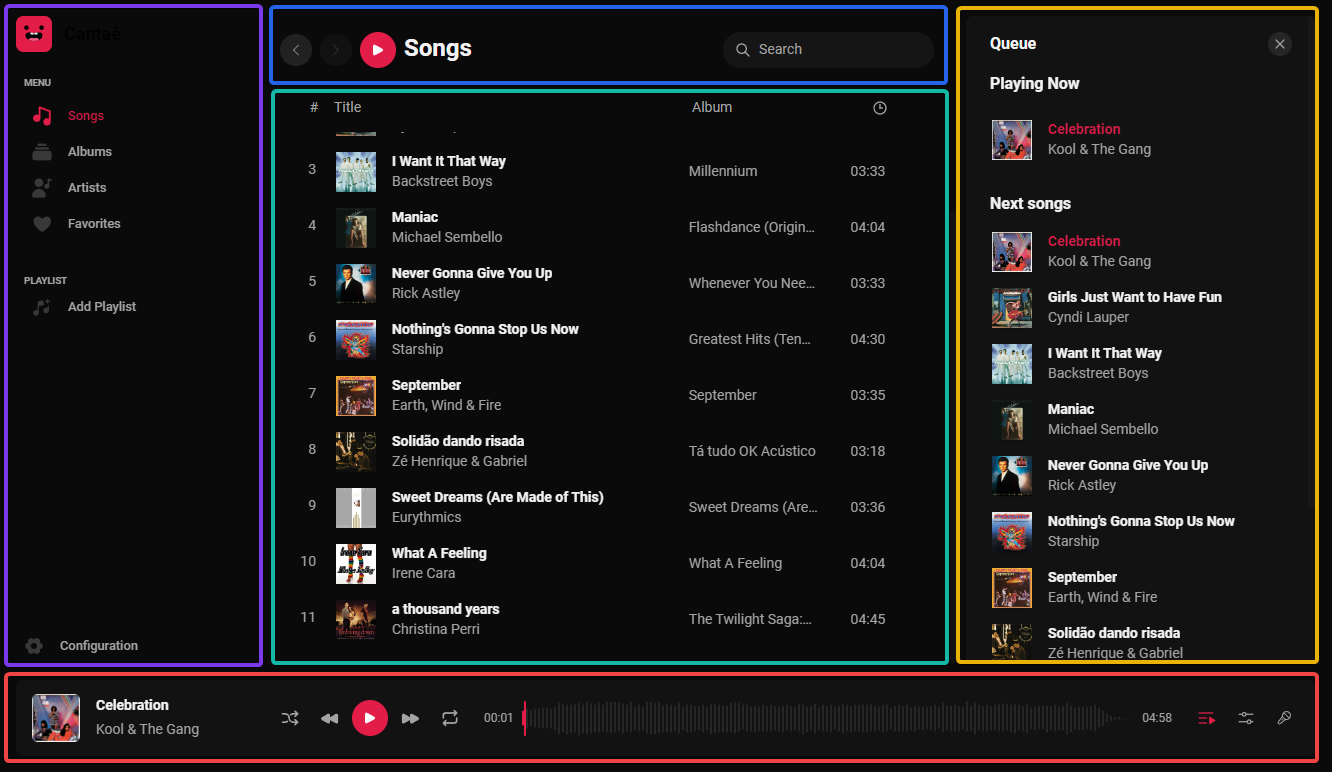 Cantaê
MENU
Songs
Albums
Artists
Favorites
PLAYLIST
Add Playlist
Configuration
Songs
Search
# Title Album
3 I Want It That Way Millennium 03:33
Backstreet Boys
4 Maniac Flashdance (Origin... 04:04
Michael Sembello
5 Never Gonna Give You Up Whenever You Nee... 03:33
Rick Astley
6 Nothing's Gonna Stop Us Now Greatest Hits (Ten... 04:30
Starship
7 September September 03:35
Earth, Wind & Fire
8 Solidão dando risada Tá tudo OK Acústico 03:18
Zé Henrique & Gabriel
9 Sweet Dreams (Are Made of This) Sweet Dreams (Are... 03:36
Eurythmics
10 What A Feeling What A Feeling 04:04
Irene Cara
11 a thousand years The Twilight Saga:... 04:45
Christina Perri
Queue
Playing Now
Celebration
Kool & The Gang
Next songs
Celebration
Kool & The Gang
Girls Just Want to Have Fun
Cyndi Lauper
I Want It That Way
Backstreet Boys
Maniac
Michael Sembello
Never Gonna Give You Up
Rick Astley
Nothing's Gonna Stop Us Now
Starship
September
Earth, Wind & Fire
Solidão dando risada
Zé Henrique & Gabriel
Celebration
Kool & The Gang
00:01
04:58